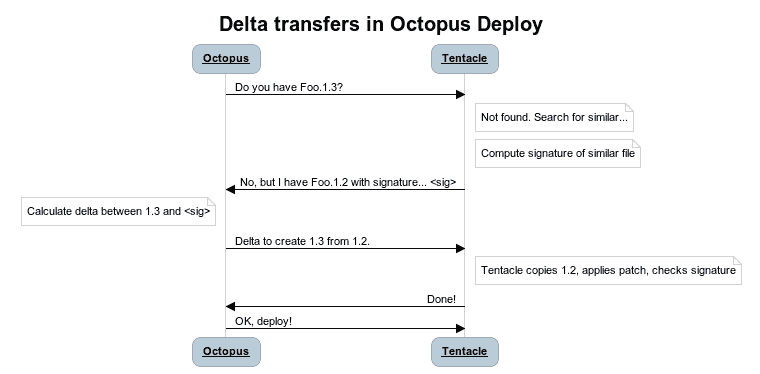 Delta transfers in Octopus Deploy
Octopus
Tentacle
Do you have Foo.1.3?
Not found. Search for similar...
Compute signature of similar file
No, but I have Foo.1.2 with signature... <sig>
Calculate delta between 1.3 and <sig>
Delta to create 1.3 from 1.2.
Tentacle copies 1.2, applies patch, checks signature
Done!
OK, deploy!
Octopus
Tentacle